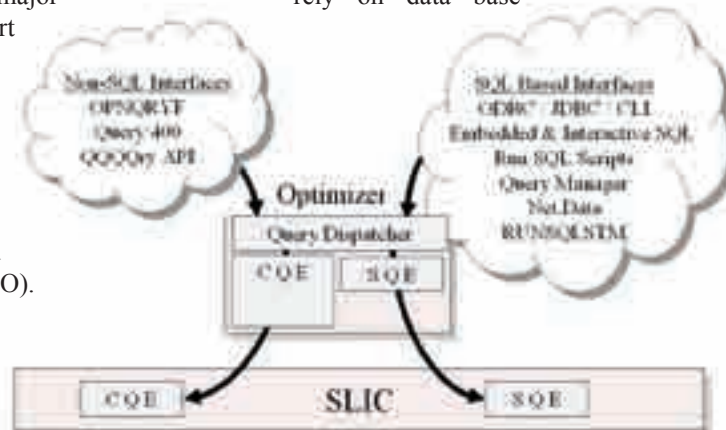 major
rely on data base
rt
Non-SQL Interfaces
OPNQRYF
Query 400
QQQQry API
SQL Based Interfaces
ODBC JDBC CLI
Embedded & Interactive SQL
Run SQL Scripts
Query Manager
Net.Data
RUNSQLSTM
Optimizer
Query Dispatcher
CQE
SQE
O).
CQE
SLIC
SQE